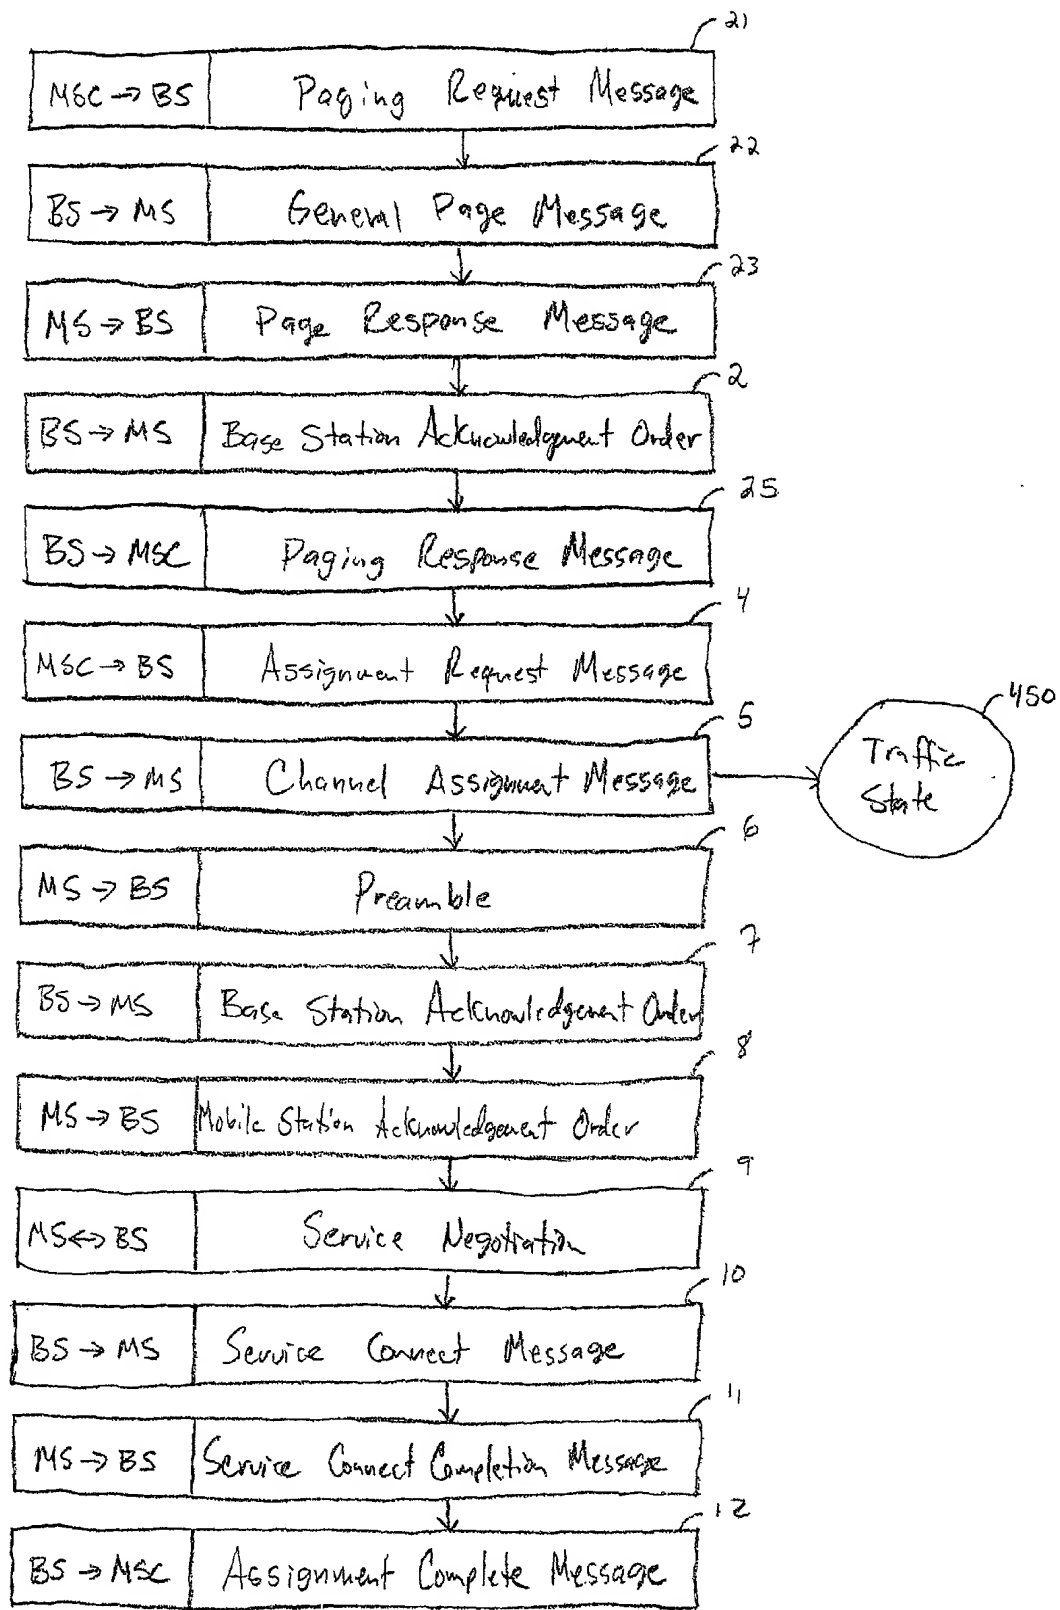 21
MSC → BS Paging Request Message
22
BS → MS General Page Message
23
MS → BS Page Response Message
2
BS → MS Base Station Acknowledgment Order
25
BS → MSC Paging Response Message
4
MSC → BS Assignment Request Message
5
BS → MS Channel Assignment Message
450
Traffic
State
6
MS → BS Preamble
7
BS → MS Base Station Acknowledgement Order
8
MS → BS Mobile Station Acknowledgement Order
9
MS ↔ BS Service Negotiation
10
BS → MS Service Connect Message
11
MS → BS Service Connect Completion Message
12
BS → MSC Assignment Complete Message